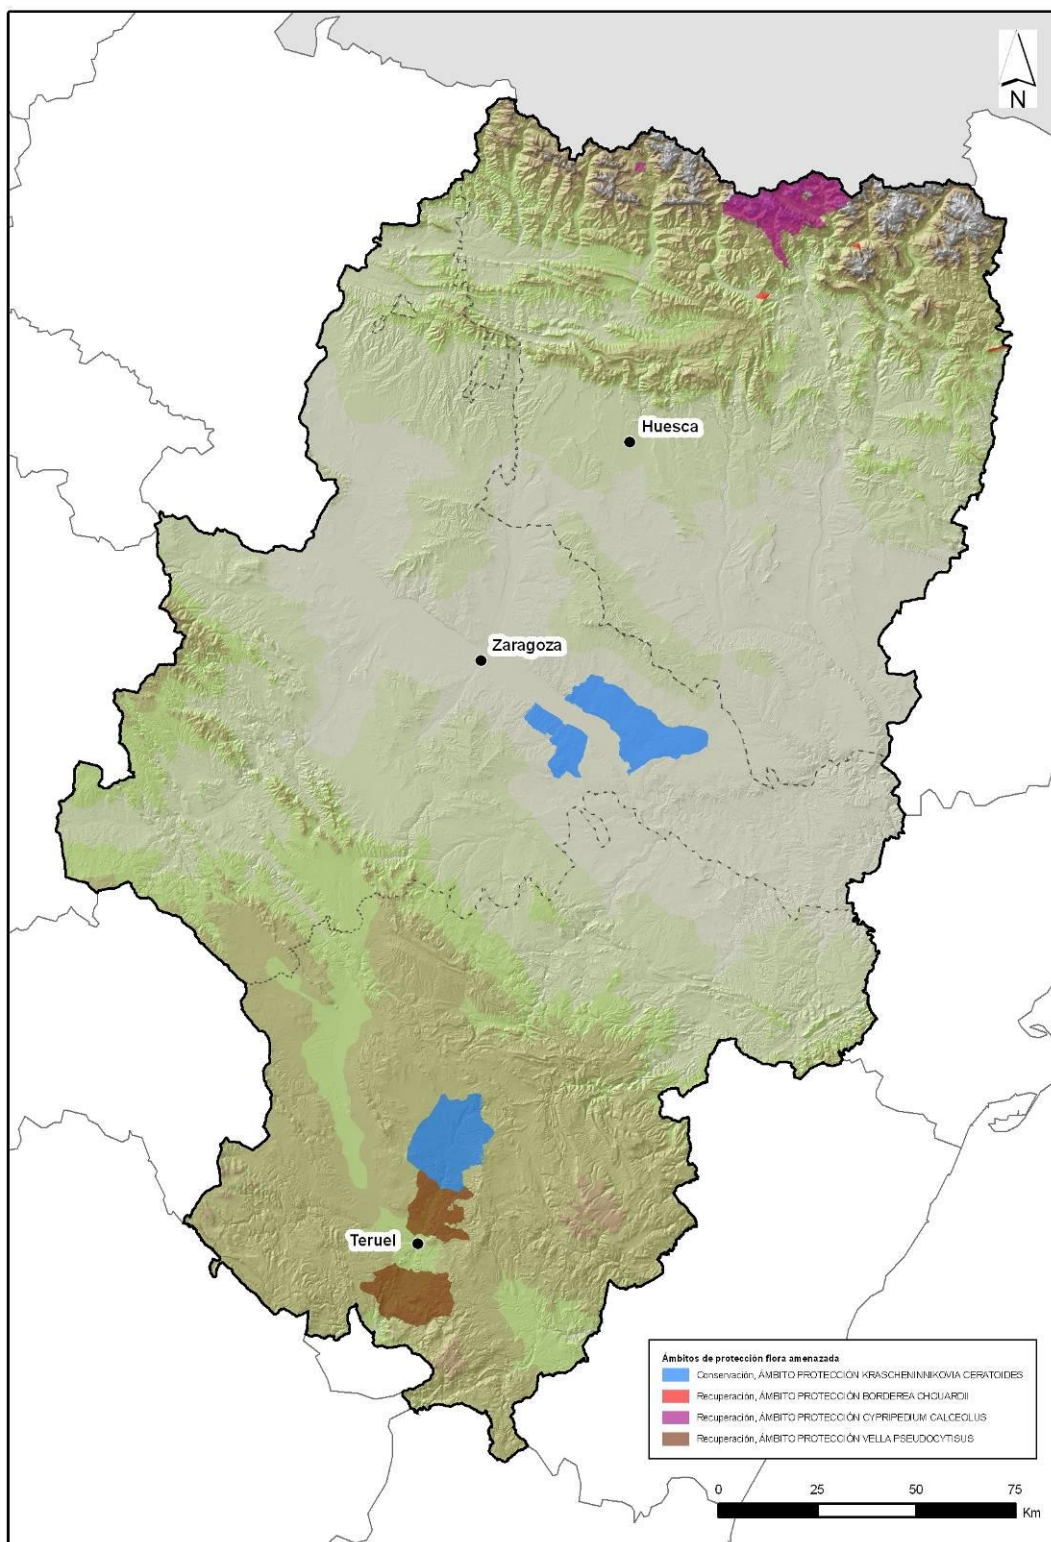 N
Huesca
Zaragoza
Teruel
Ámbitos de protección flora amenazada
Conservación, ÁMBITO PROTECCIÓN KRASCHENINNIKOVIA CERATOIDES
Recuperación, ÁMBITO PROTECCIÓN BORDEREA CHOUARDII
Recuperación, ÁMBITO PROTECCIÓN CYPRIPEDIUM CALCEOLUS
Recuperación, ÁMBITO PROTECCIÓN VELLA PSEUDOCYTISUS
0 25 50 75
Km